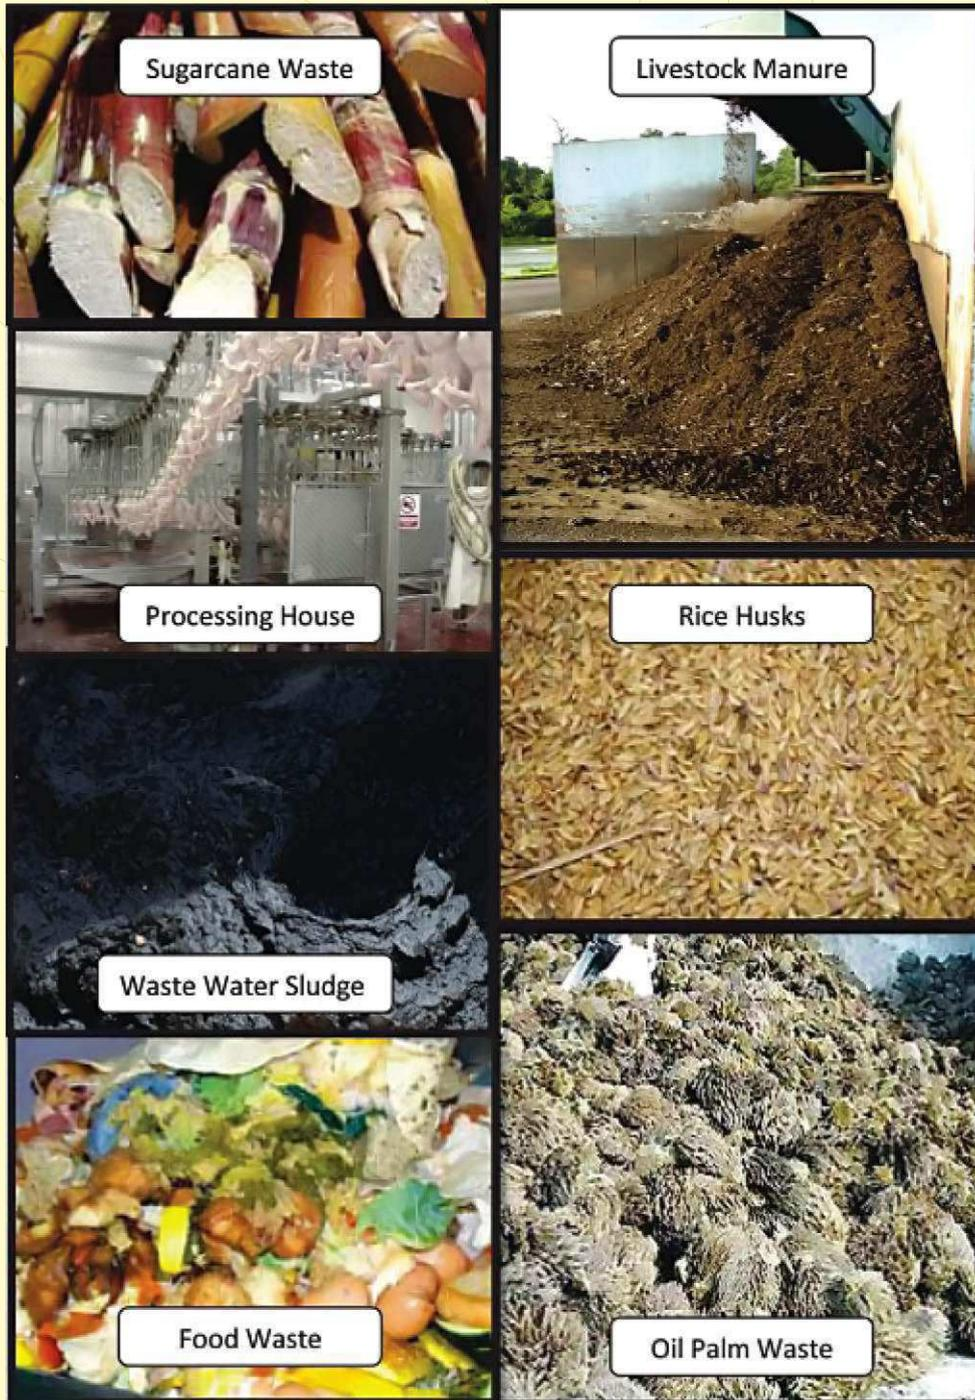 Sugarcane Waste
Livestock Manure
Processing House
Rice Husks
Waste Water Sludge
Food Waste
Oil Palm Waste